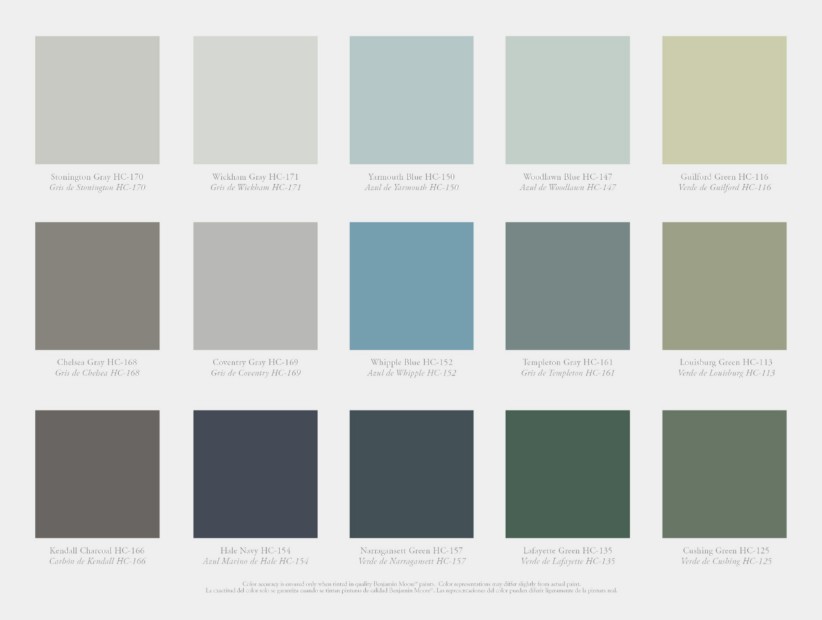 Stonington Gray HC-170
Gris de Stonington HC-170
Wickham Gray HC-171
Gris de Wickham HC-171
Yarmouth Blue HC-150
Azul de Yarmouth HC-150
Woodlawn Blue HC-147
Azul de Woodlawn HC-147
Guilford Green HC-116
Verde de Guilford HC-116
Chelsea Gray HC-168
Gris de Chelsea HC-168
Coventry Gray HC-169
Gris de Coventry HC-169
Whipple Blue HC-152
Azul de Whipple HC-152
Templeton Gray HC-161
Gris de Templeton HC-161
Louisburg Green HC-113
Verde de Louisburg HC-113
Kendall Charcoal HC-166
Carbón de Kendall HC-166
Hale Navy HC-154
Azul Marino de Hale HC-154
Narragansett Green HC-157
Verde de Narragansett HC-157
Lafayette Green HC-135
Verde de Lafayette HC-135
Cushing Green HC-125
Verde de Cushing HC-125
Color accuracy is assured only when tinted in quality Benjamin Moore® paints. Color representations may differ slightly from actual paint.
La exactitud del color solo se garantiza cuando se tintan pinturas de calidad Benjamin Moore®. Las representaciones del color pueden diferir ligeramente de la pintura real.